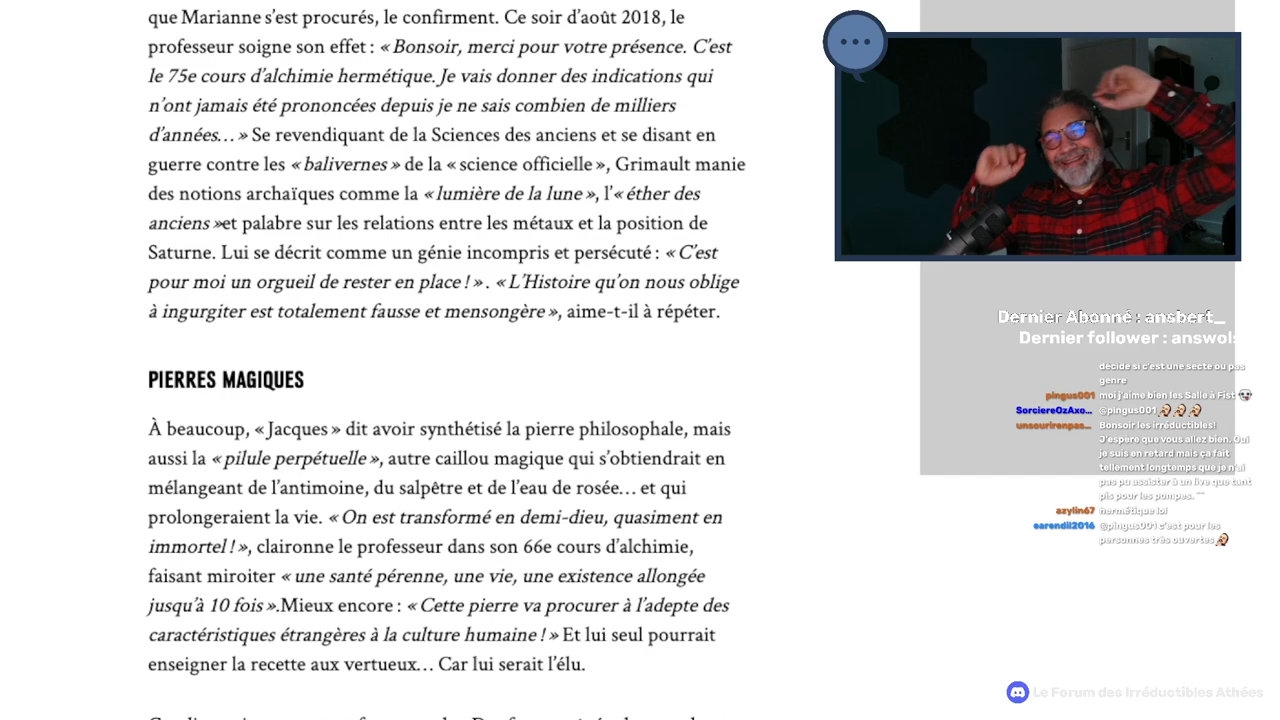 que Marianne s’est procurés, le confirment. Ce soir d’août 2018, le
professeur soigne son effet : « Bonsoir, merci pour votre présence. C’est
le 75e cours d’alchimie hermétique. Je vais donner des indications qui
n’ont jamais été prononcées depuis je ne sais combien de milliers
d’années… » Se revendiquant de la Sciences des anciens et se disant en
guerre contre les « balivernes » de la « science officielle », Grimault manie
des notions archaïques comme la « lumière de la lune », l’« éther des
anciens »et palabre sur les relations entre les métaux et la position de
Saturne. Lui se décrit comme un génie incompris et persécuté : « C’est
pour moi un orgueil de rester en place ! » . « L’Histoire qu’on nous oblige
à ingurgiter est totalement fausse et mensongère », aime-t-il à répéter.
PIERRES MAGIQUES
À beaucoup, « Jacques » dit avoir synthétisé la pierre philosophale, mais
aussi la « pilule perpétuelle », autre caillou magique qui s’obtiendrait en
mélangeant de l’antimoine, du salpêtre et de l’eau de rosée… et qui
prolongeraient la vie. « On est transformé en demi-dieu, quasiment en
immortel ! », claironne le professeur dans son 66e cours d’alchimie,
faisant miroiter « une santé pérenne, une vie, une existence allongée
jusqu’à 10 fois ».Mieux encore : « Cette pierre va procurer à l’adepte des
caractéristiques étrangères à la culture humaine ! » Et lui seul pourrait
enseigner la recette aux vertueux… Car lui serait l’élu.
Dernier Abonné : ansbert_
Dernier follower : answols
décide si c'est une secte ou pas
genre
pingus001 moi j'aime bien les Salle à Fist
SorciereOzAxo... @pingus001
unsourirenpas... Bonsoir les irréductibles!
J'espère que vous allez bien. Oui
je suis en retard mais ça fait
tellement longtemps que je n'ai
pas pu assister à un live que tant
pis pour les pompes. ^^
azylin67 hermétique lol
earendil2016 @pingus001 c'est pour les
personnes très ouvertes
Le Forum des Irréductibles Athées